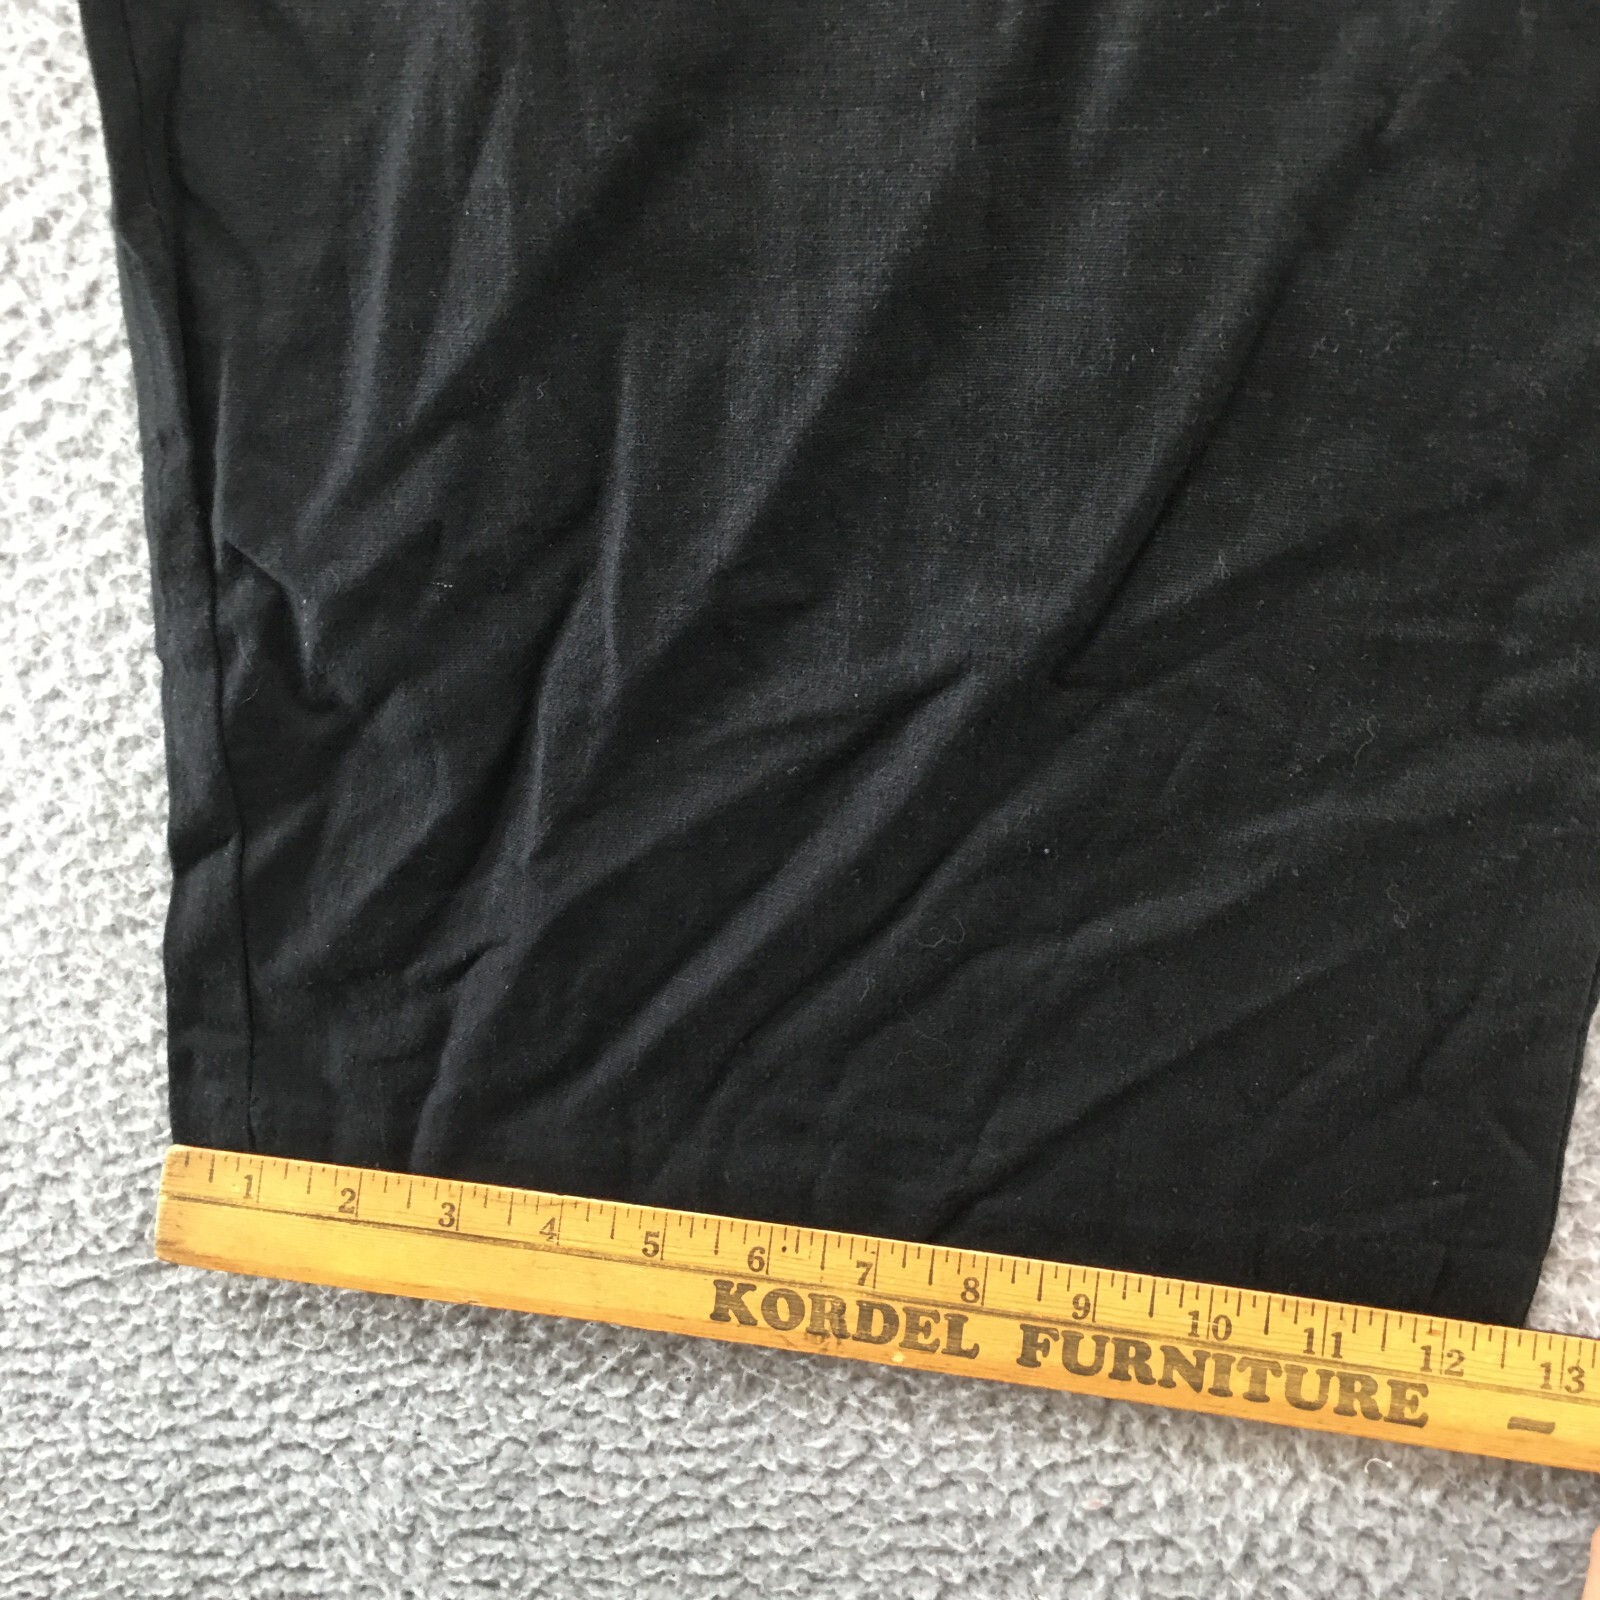 1 2 3 4 5 6 7 8 9 10 11 12 13
KORDEL FURNITURE –